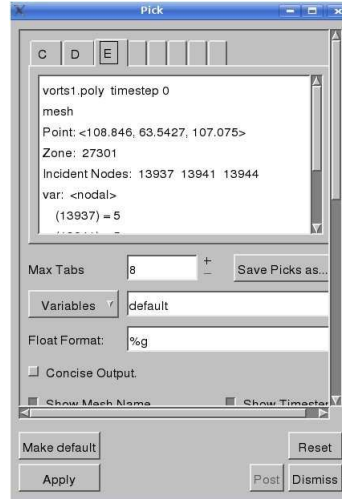 Pick
C D E
vorts1.poly timestep 0
mesh
Point: <108.846, 63.5427, 107.075>
Zone: 27301
Incident Nodes: 13937 13941 13944
var: <nodal>
(13937) = 5
Max Tabs 8 + - Save Picks as...
Variables default
Float Format: %g
Concise Output.
Show Mesh Name Show Timester
Make default Reset
Apply Post Dismiss